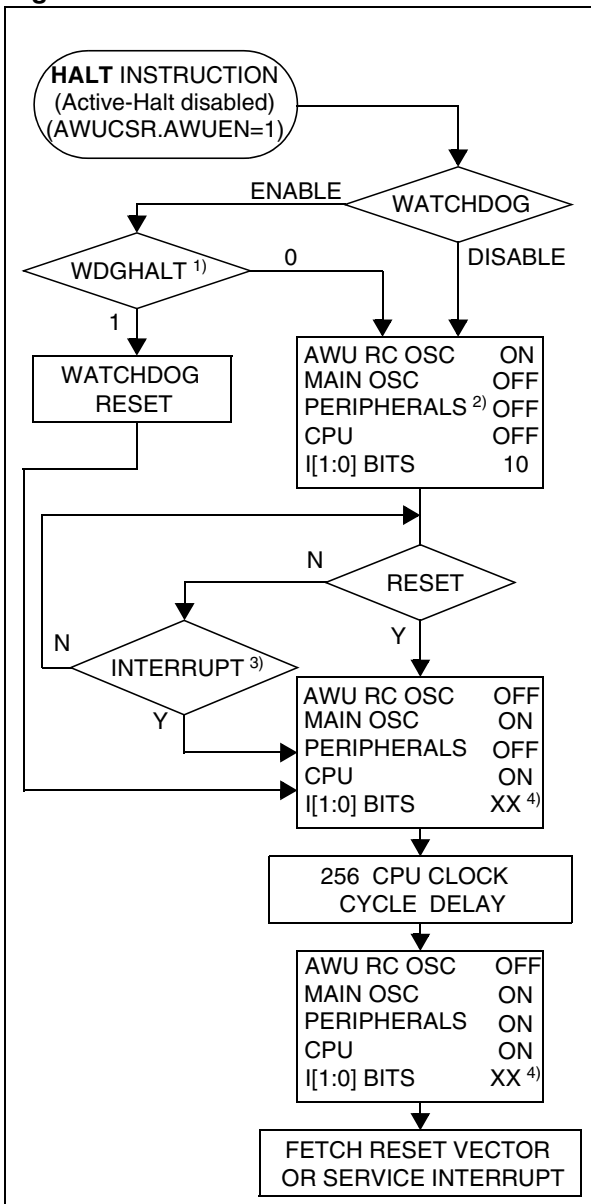 HALT INSTRUCTION
(Active-Halt disabled)
(AWUCSR.AWUEN=1)
ENABLE
WATCHDOG
WDGHALT 1)
0
DISABLE
1
AWU RC OSC ON
MAIN OSC OFF
PERIPHERALS 2) OFF
CPU OFF
I[1:0] BITS 10
WATCHDOG
RESET
N
RESET
N
Y
INTERRUPT 3)
Y
AWU RC OSC OFF
MAIN OSC ON
PERIPHERALS OFF
CPU ON
I[1:0] BITS XX 4)
256 CPU CLOCK
CYCLE DELAY
AWU RC OSC OFF
MAIN OSC ON
PERIPHERALS ON
CPU ON
I[1:0] BITS XX 4)
FETCH RESET VECTOR
OR SERVICE INTERRUPT